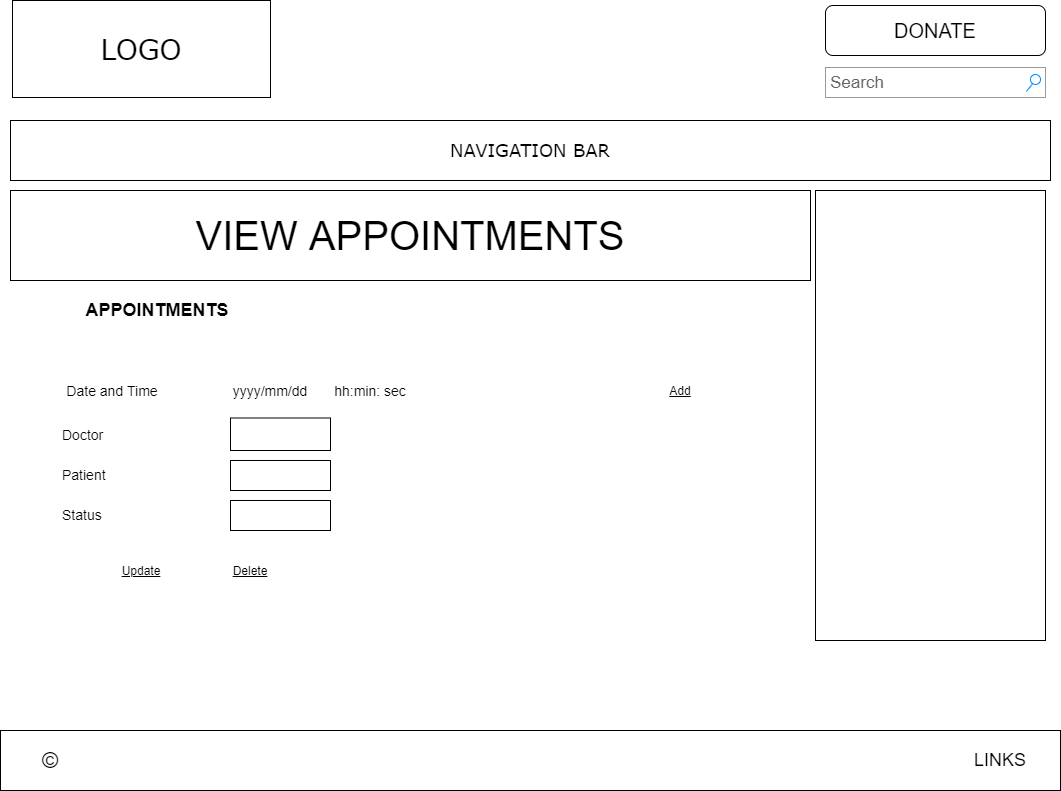 LOGO
DONATE
Search
NAVIGATION BAR
VIEW APPOINTMENTS
APPOINTMENTS
Date and Time yyyy/mm/dd hh:min: sec Add
Doctor
Patient
Status
Update Delete
© LINKS